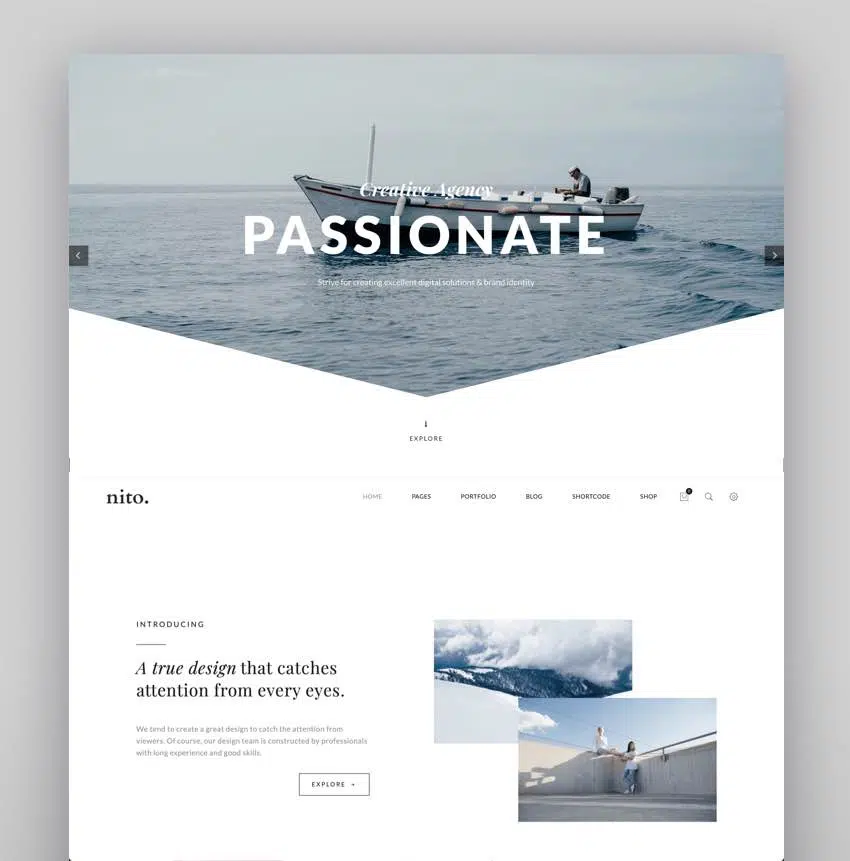 Creative Agency
PASSIONATE
Strive for creating excellent digital solutions & brand identity
EXPLORE
nito.
HOME PAGES PORTFOLIO BLOG SHORTCODE SHOP
INTRODUCING
A true design that catches
attention from every eyes.
We tend to create a great design to catch the attention from
viewers. Of course, our design team is constructed by professionals
with long experience and good skills.
EXPLORE